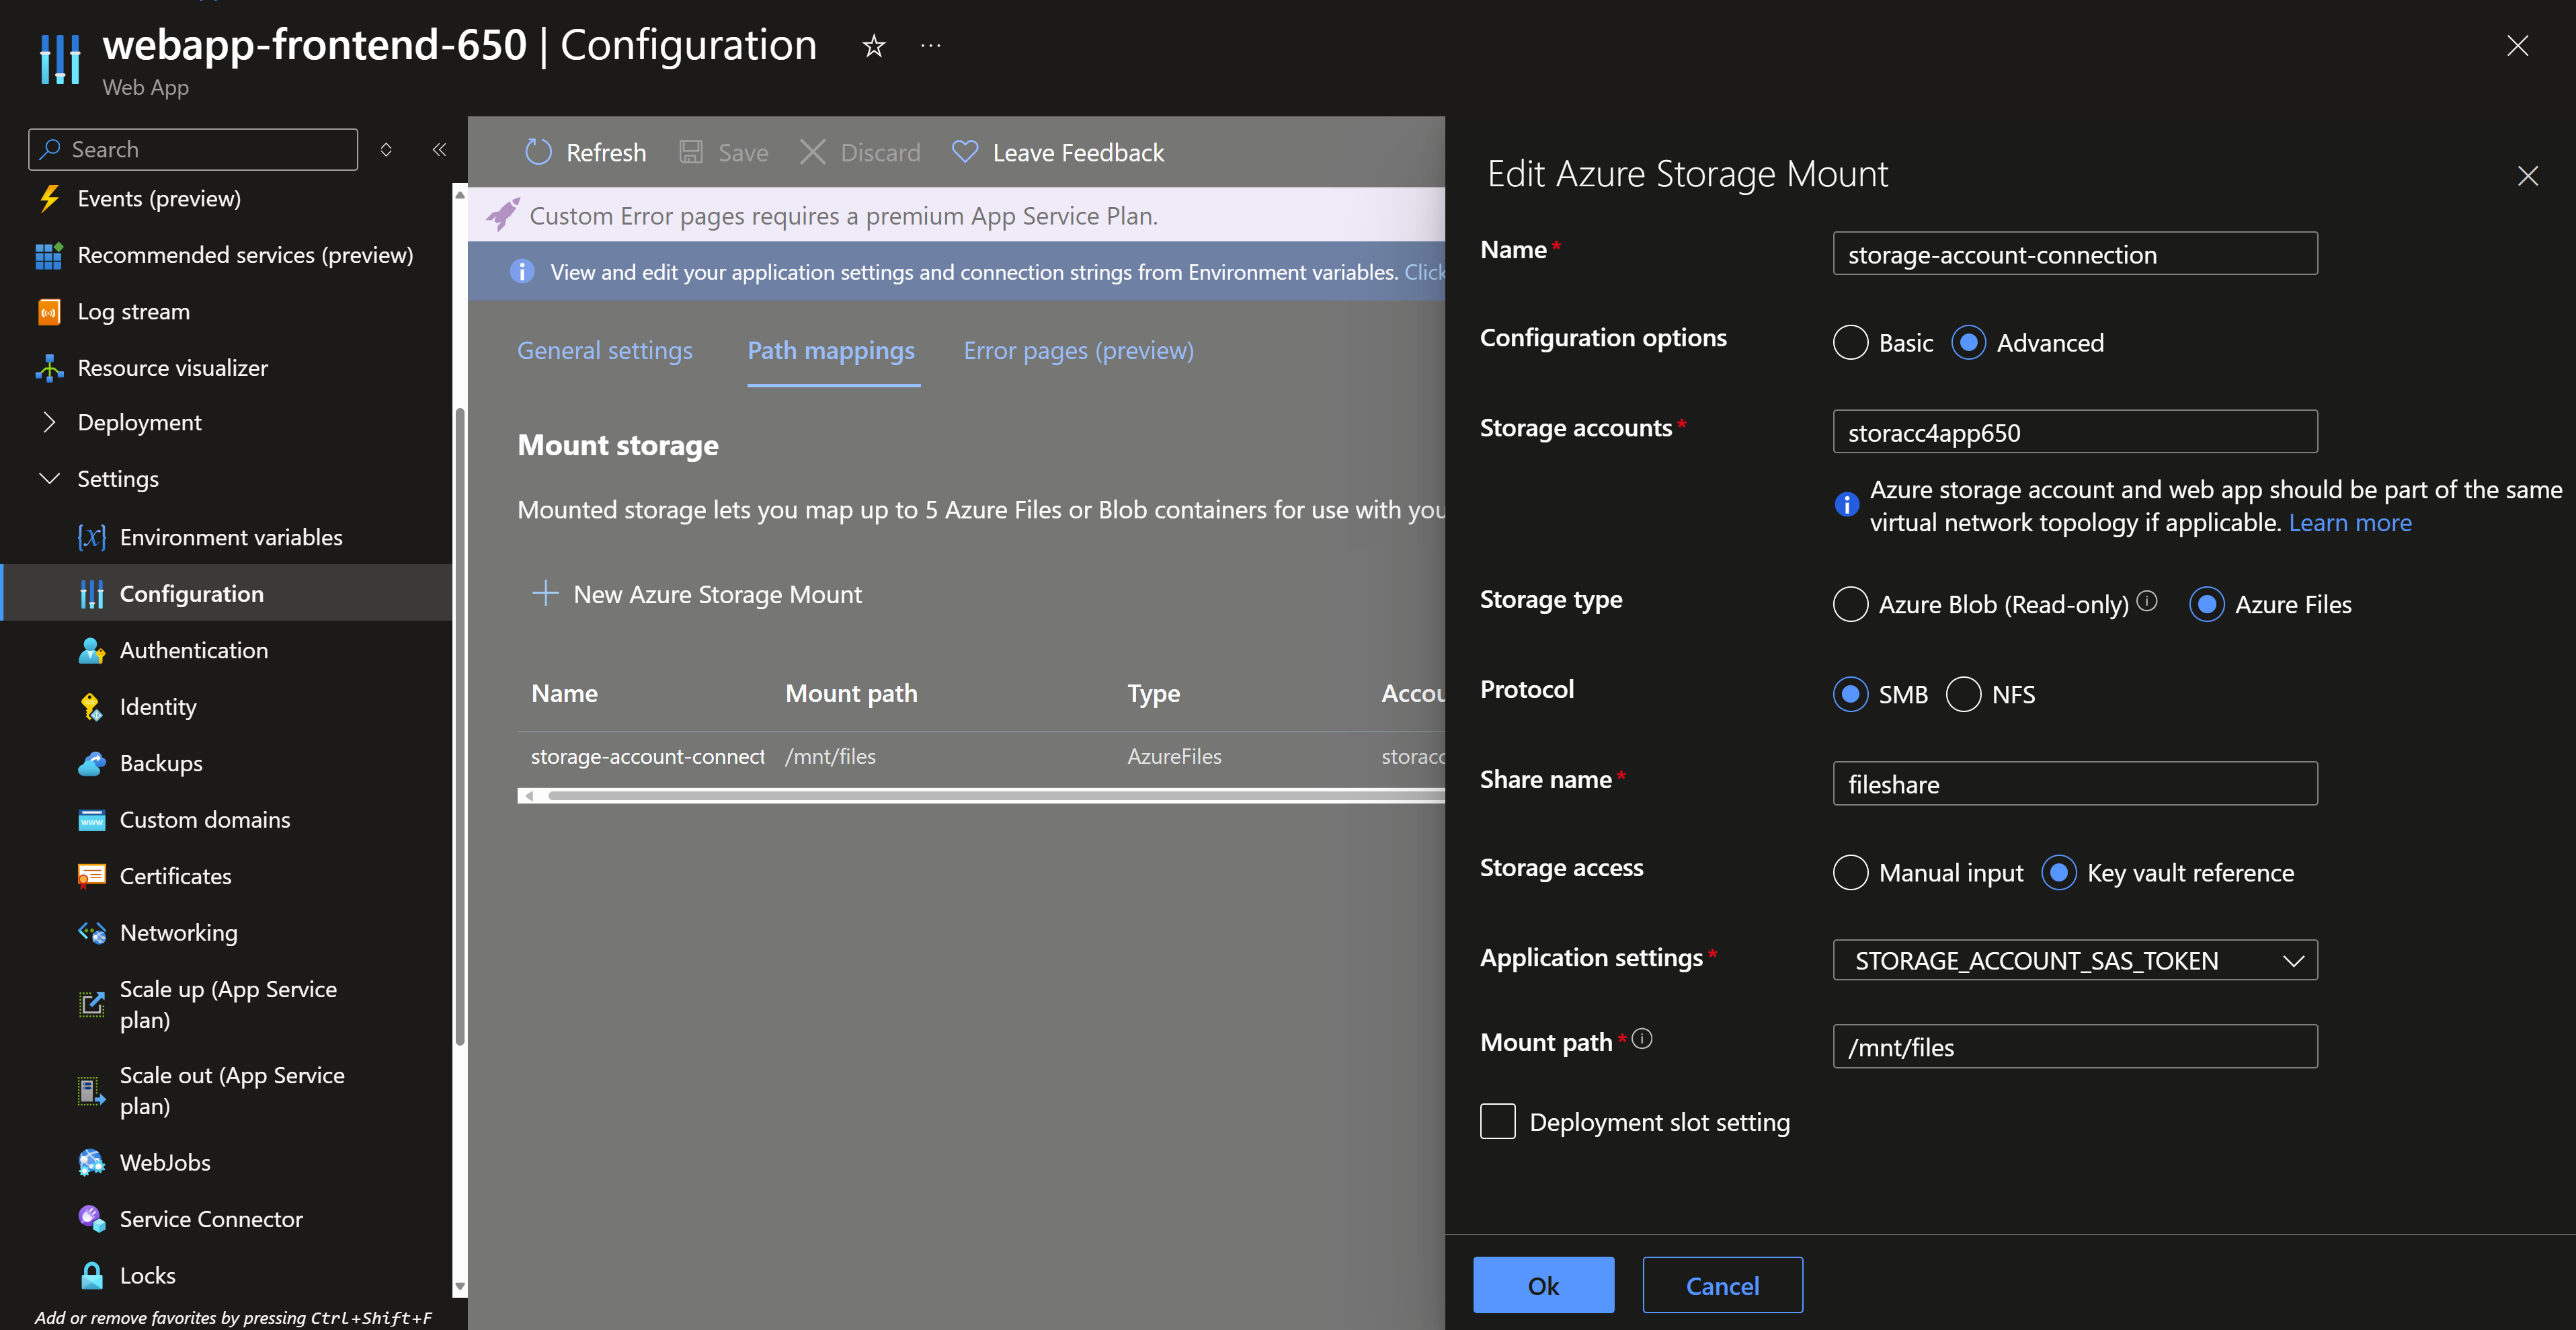 webapp-frontend-650 | Configuration
Web App
Search
Events (preview)
Recommended services (preview)
Log stream
Resource visualizer
Deployment
Settings
Environment variables
Configuration
Authentication
Identity
Backups
Custom domains
Certificates
Networking
Scale up (App Service
plan)
Scale out (App Service
plan)
WebJobs
Service Connector
Locks
Add or remove favorites by pressing Ctrl+Shift+F
Refresh Save Discard Leave Feedback
Custom Error pages requires a premium App Service Plan.
View and edit your application settings and connection strings from Environment variables. Click
General settings Path mappings Error pages (preview)
Mount storage
Mounted storage lets you map up to 5 Azure Files or Blob containers for use with you
New Azure Storage Mount
Name Mount path Type Accou
storage-account-connect /mnt/files AzureFiles storacc
Edit Azure Storage Mount
Name * storage-account-connection
Configuration options Basic Advanced
Storage accounts * storacc4app650
Azure storage account and web app should be part of the same
virtual network topology if applicable. Learn more
Storage type Azure Blob (Read-only) Azure Files
Protocol SMB NFS
Share name * fileshare
Storage access Manual input Key vault reference
Application settings * STORAGE_ACCOUNT_SAS_TOKEN
Mount path * /mnt/files
Deployment slot setting
Ok Cancel